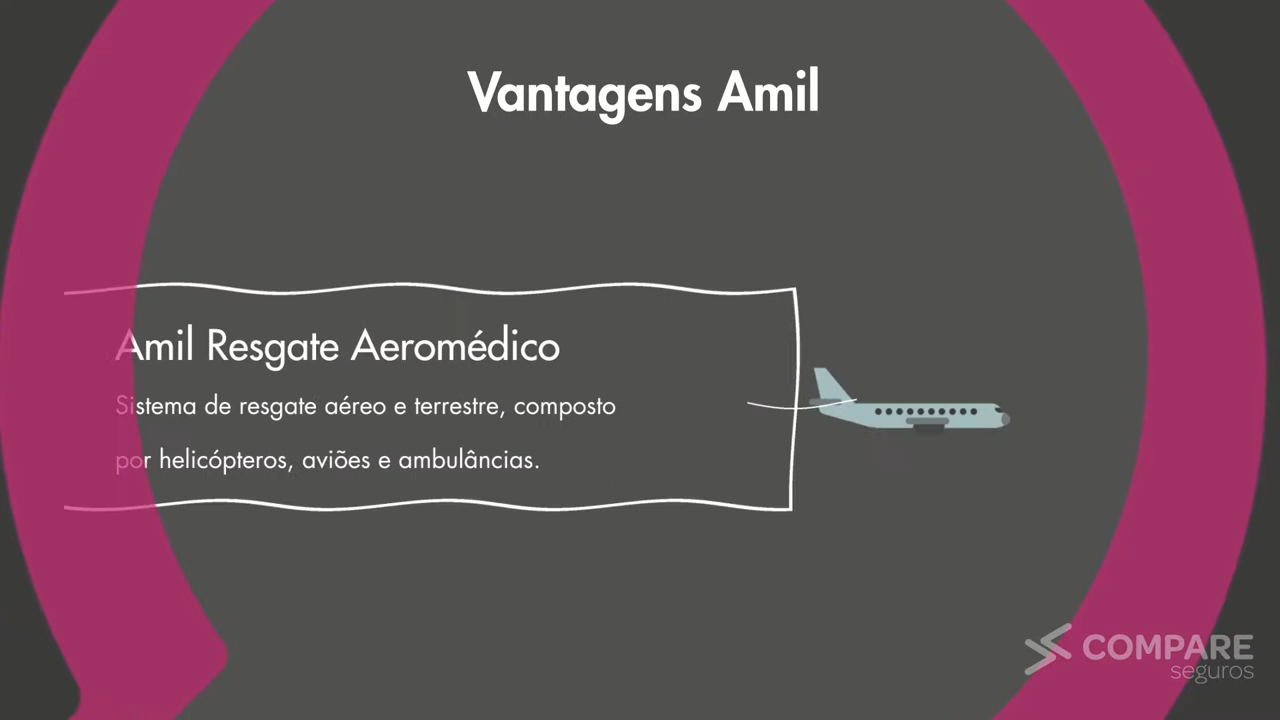 Vantagens Amil
Amil Resgate Aeromédico
Sistema de resgate aéreo e terrestre, composto
por helicópteros, aviões e ambulâncias.
COMPARE
seguros